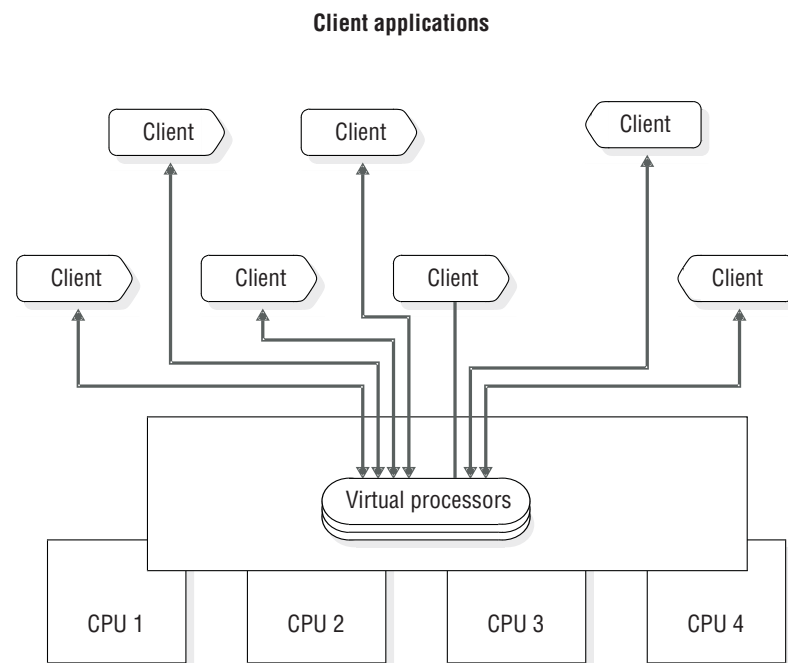 Client applications
Client
Client
Client
Client
Client
Client
Client
Virtual processors
CPU 1
CPU 2
CPU 3
CPU 4